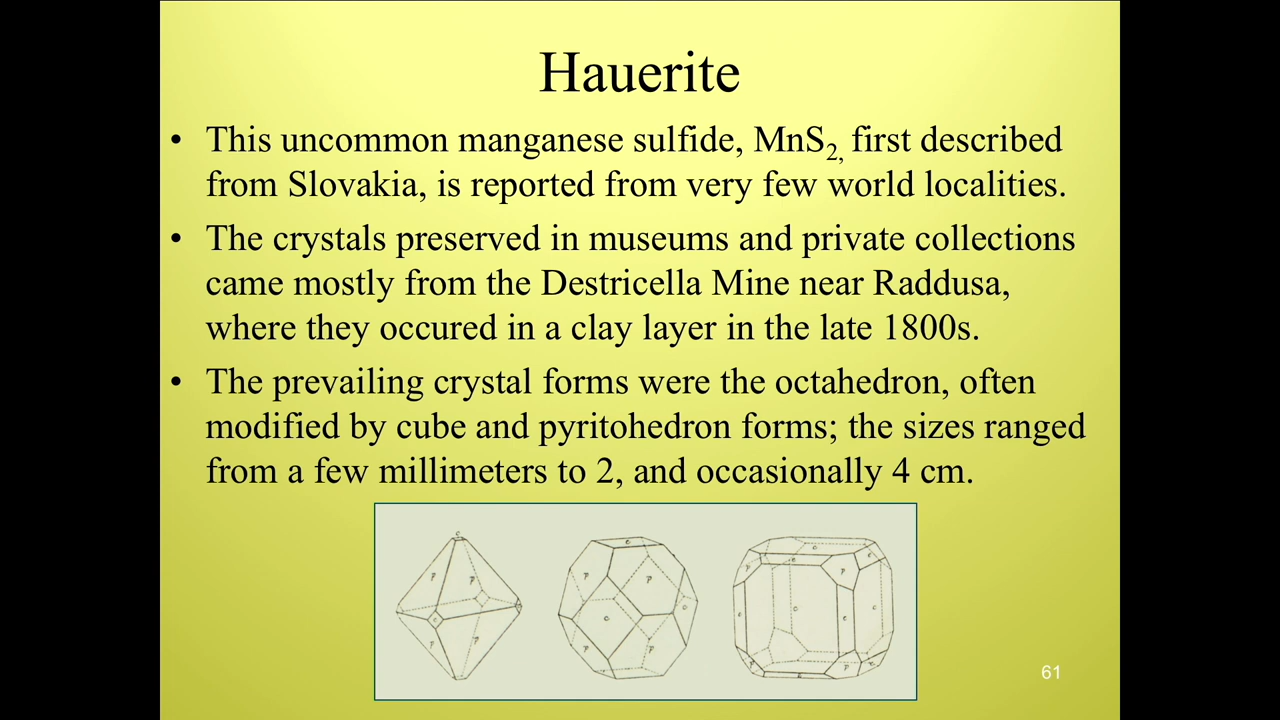 Hauerite
• This uncommon manganese sulfide, MnS₂, first described
from Slovakia, is reported from very few world localities.
• The crystals preserved in museums and private collections
came mostly from the Destricella Mine near Raddusa,
where they occured in a clay layer in the late 1800s.
• The prevailing crystal forms were the octahedron, often
modified by cube and pyritohedron forms; the sizes ranged
from a few millimeters to 2, and occasionally 4 cm.
61